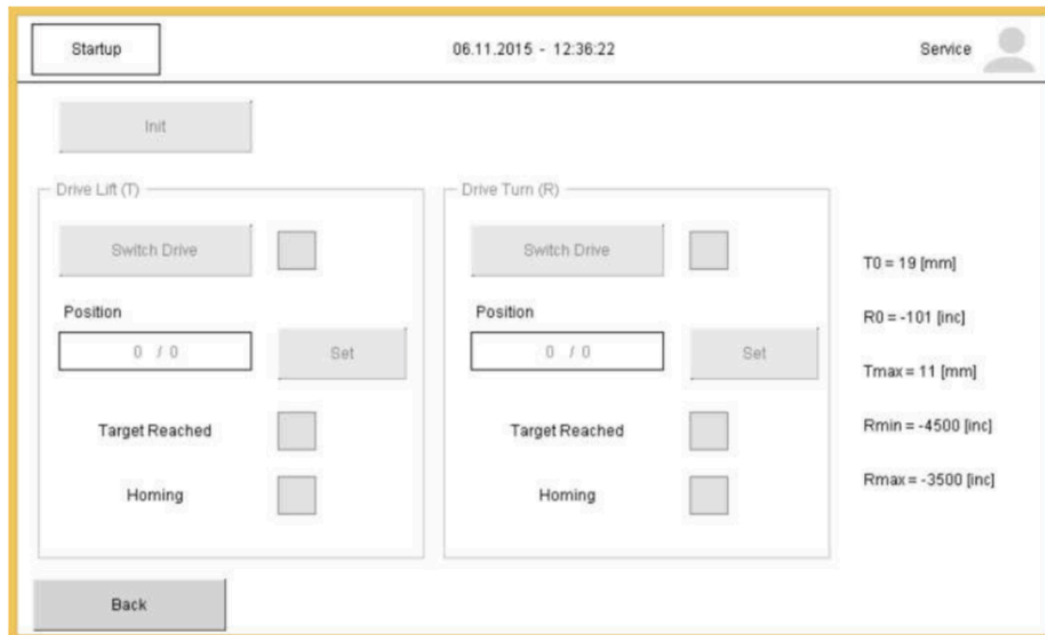 Startup
06.11.2015 - 12:36:22
Service
Init
Drive Lift (T)
Switch Drive
Position
0 / 0
Set
Target Reached
Homing
Drive Turn (R)
Switch Drive
Position
0 / 0
Set
Target Reached
Homing
T0 = 19 [mm]
R0 = -101 [inc]
Tmax = 11 [mm]
Rmin = -4500 [inc]
Rmax = -3500 [inc]
Back